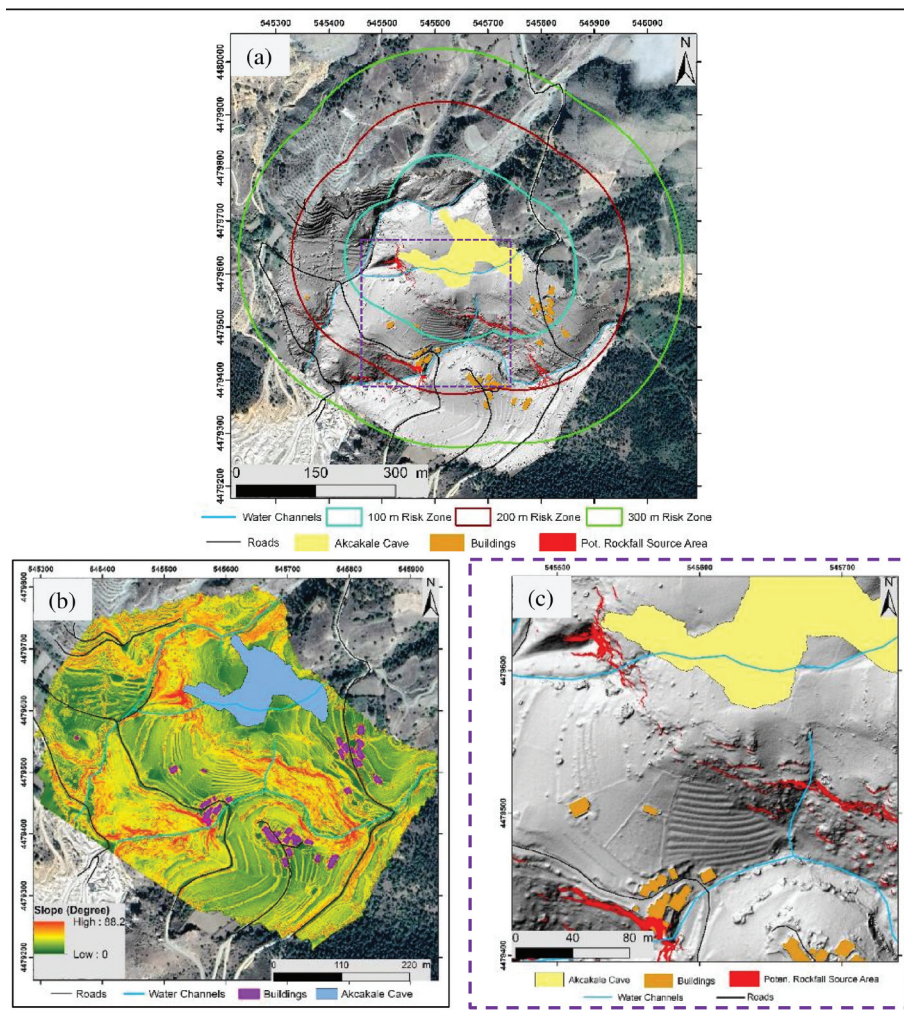 545300 545400 545500 545600 545700 545800 545900 546000
(a)
N
4480000
4479900
4479800
4479700
4479600
4479500
4479400
4479300
4479200
0 150 300 m
Water Channels 100 m Risk Zone 200 m Risk Zone 300 m Risk Zone
Roads Akcakale Cave Buildings Pot. Rockfall Source Area
545300 545400 545500 545600 545700 545800 545900
(b)
N
4479800
4479700
4479600
4479500
4479400
4479300
4479200
Slope (Degree)
High : 88.2
Low : 0
0 110 220 m
Roads Water Channels Buildings Akcakale Cave
545500 545600 545700
(c)
N
4479600
4479500
4479400
0 40 80 m
Akcakale Cave Buildings Poten. Rockfall Source Area
Water Channels Roads